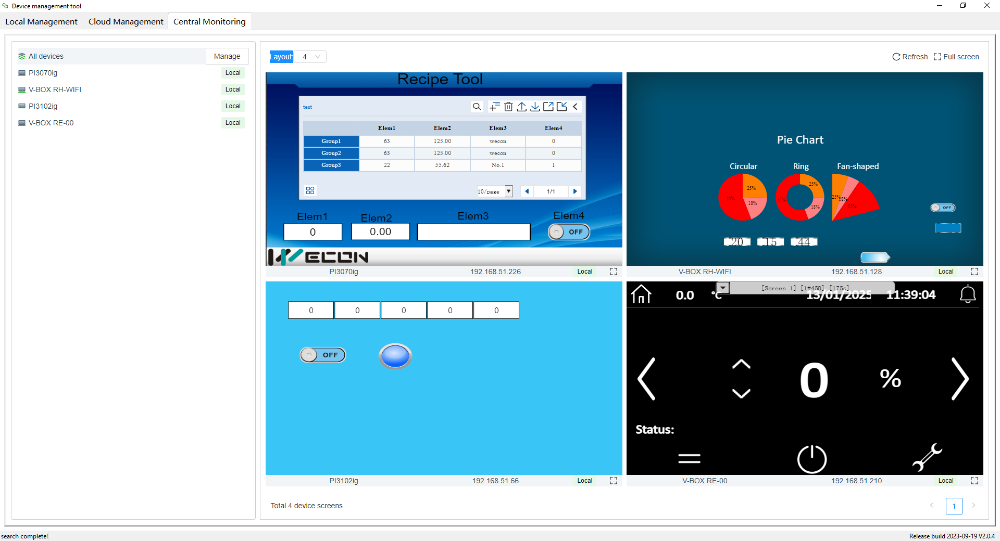 Device management tool
Local Management Cloud Management Central Monitoring
All devices Manage
PI3070ig Local
V-BOX RH-WIFI Local
PI3102ig Local
V-BOX RE-00 Local
Layout: 4
Refresh Full screen
Recipe Tool
test
Elem1 Elem2 Elem3 Elem4
Group1 63 125.00 wecon 0
Group2 63 125.00 wecon 0
Group3 22 55.62 No.1 1
10/page 1/1
Elem1 Elem2 Elem3 Elem4
0 0.00 OFF
WECON
PI3070ig 192.168.51.226 Local
Pie Chart
Circular Ring Fan-shaped
25% 25% 25%
55% 18% 55% 18% 18% 55%
OFF
20 15 44
V-BOX RH-WIFI 192.168.51.128 Local
0 0 0 0 0
OFF
PI3102ig 192.168.51.66 Local
[Screen 1] [1#450] [175s]
0.0 °C 13/01/2025 11:39:04
0 %
Status:
V-BOX RE-00 192.168.51.210 Local
Total 4 device screens
< 1 >
search complete!
Release build 2023-09-19 V2.0.4